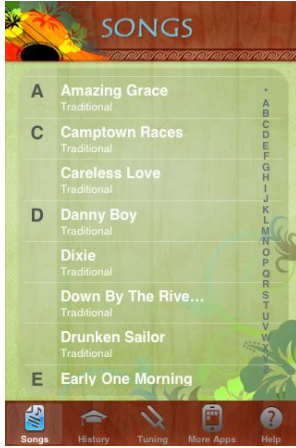 SONGS
A
Amazing Grace
Traditional
C
Camptown Races
Traditional
Careless Love
Traditional
D
Danny Boy
Traditional
Dixie
Traditional
Down By The Rive...
Traditional
Drunken Sailor
Traditional
E
Early One Morning
A
B
C
D
E
F
G
H
I
J
K
L
M
N
O
P
Q
R
S
T
U
V
W
X
Y
Z
Songs
History
Tuning
More Apps
Help